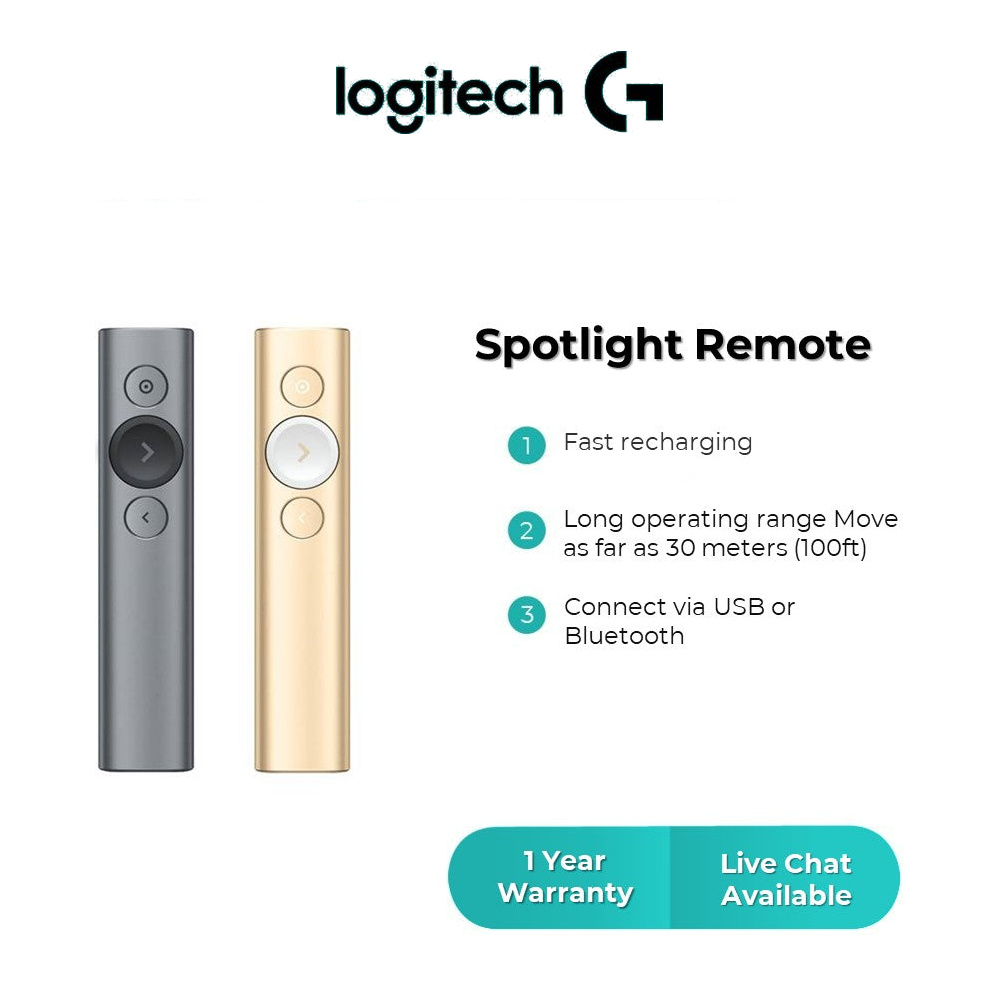 logitech G
Spotlight Remote
1 Fast recharging
2 Long operating range Move
as far as 30 meters (100ft)
3 Connect via USB or
Bluetooth
1 Year
Warranty
Live Chat
Available